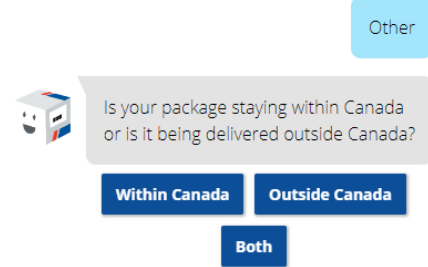 Other
Is your package staying within Canada
or is it being delivered outside Canada?
Within Canada
Outside Canada
Both